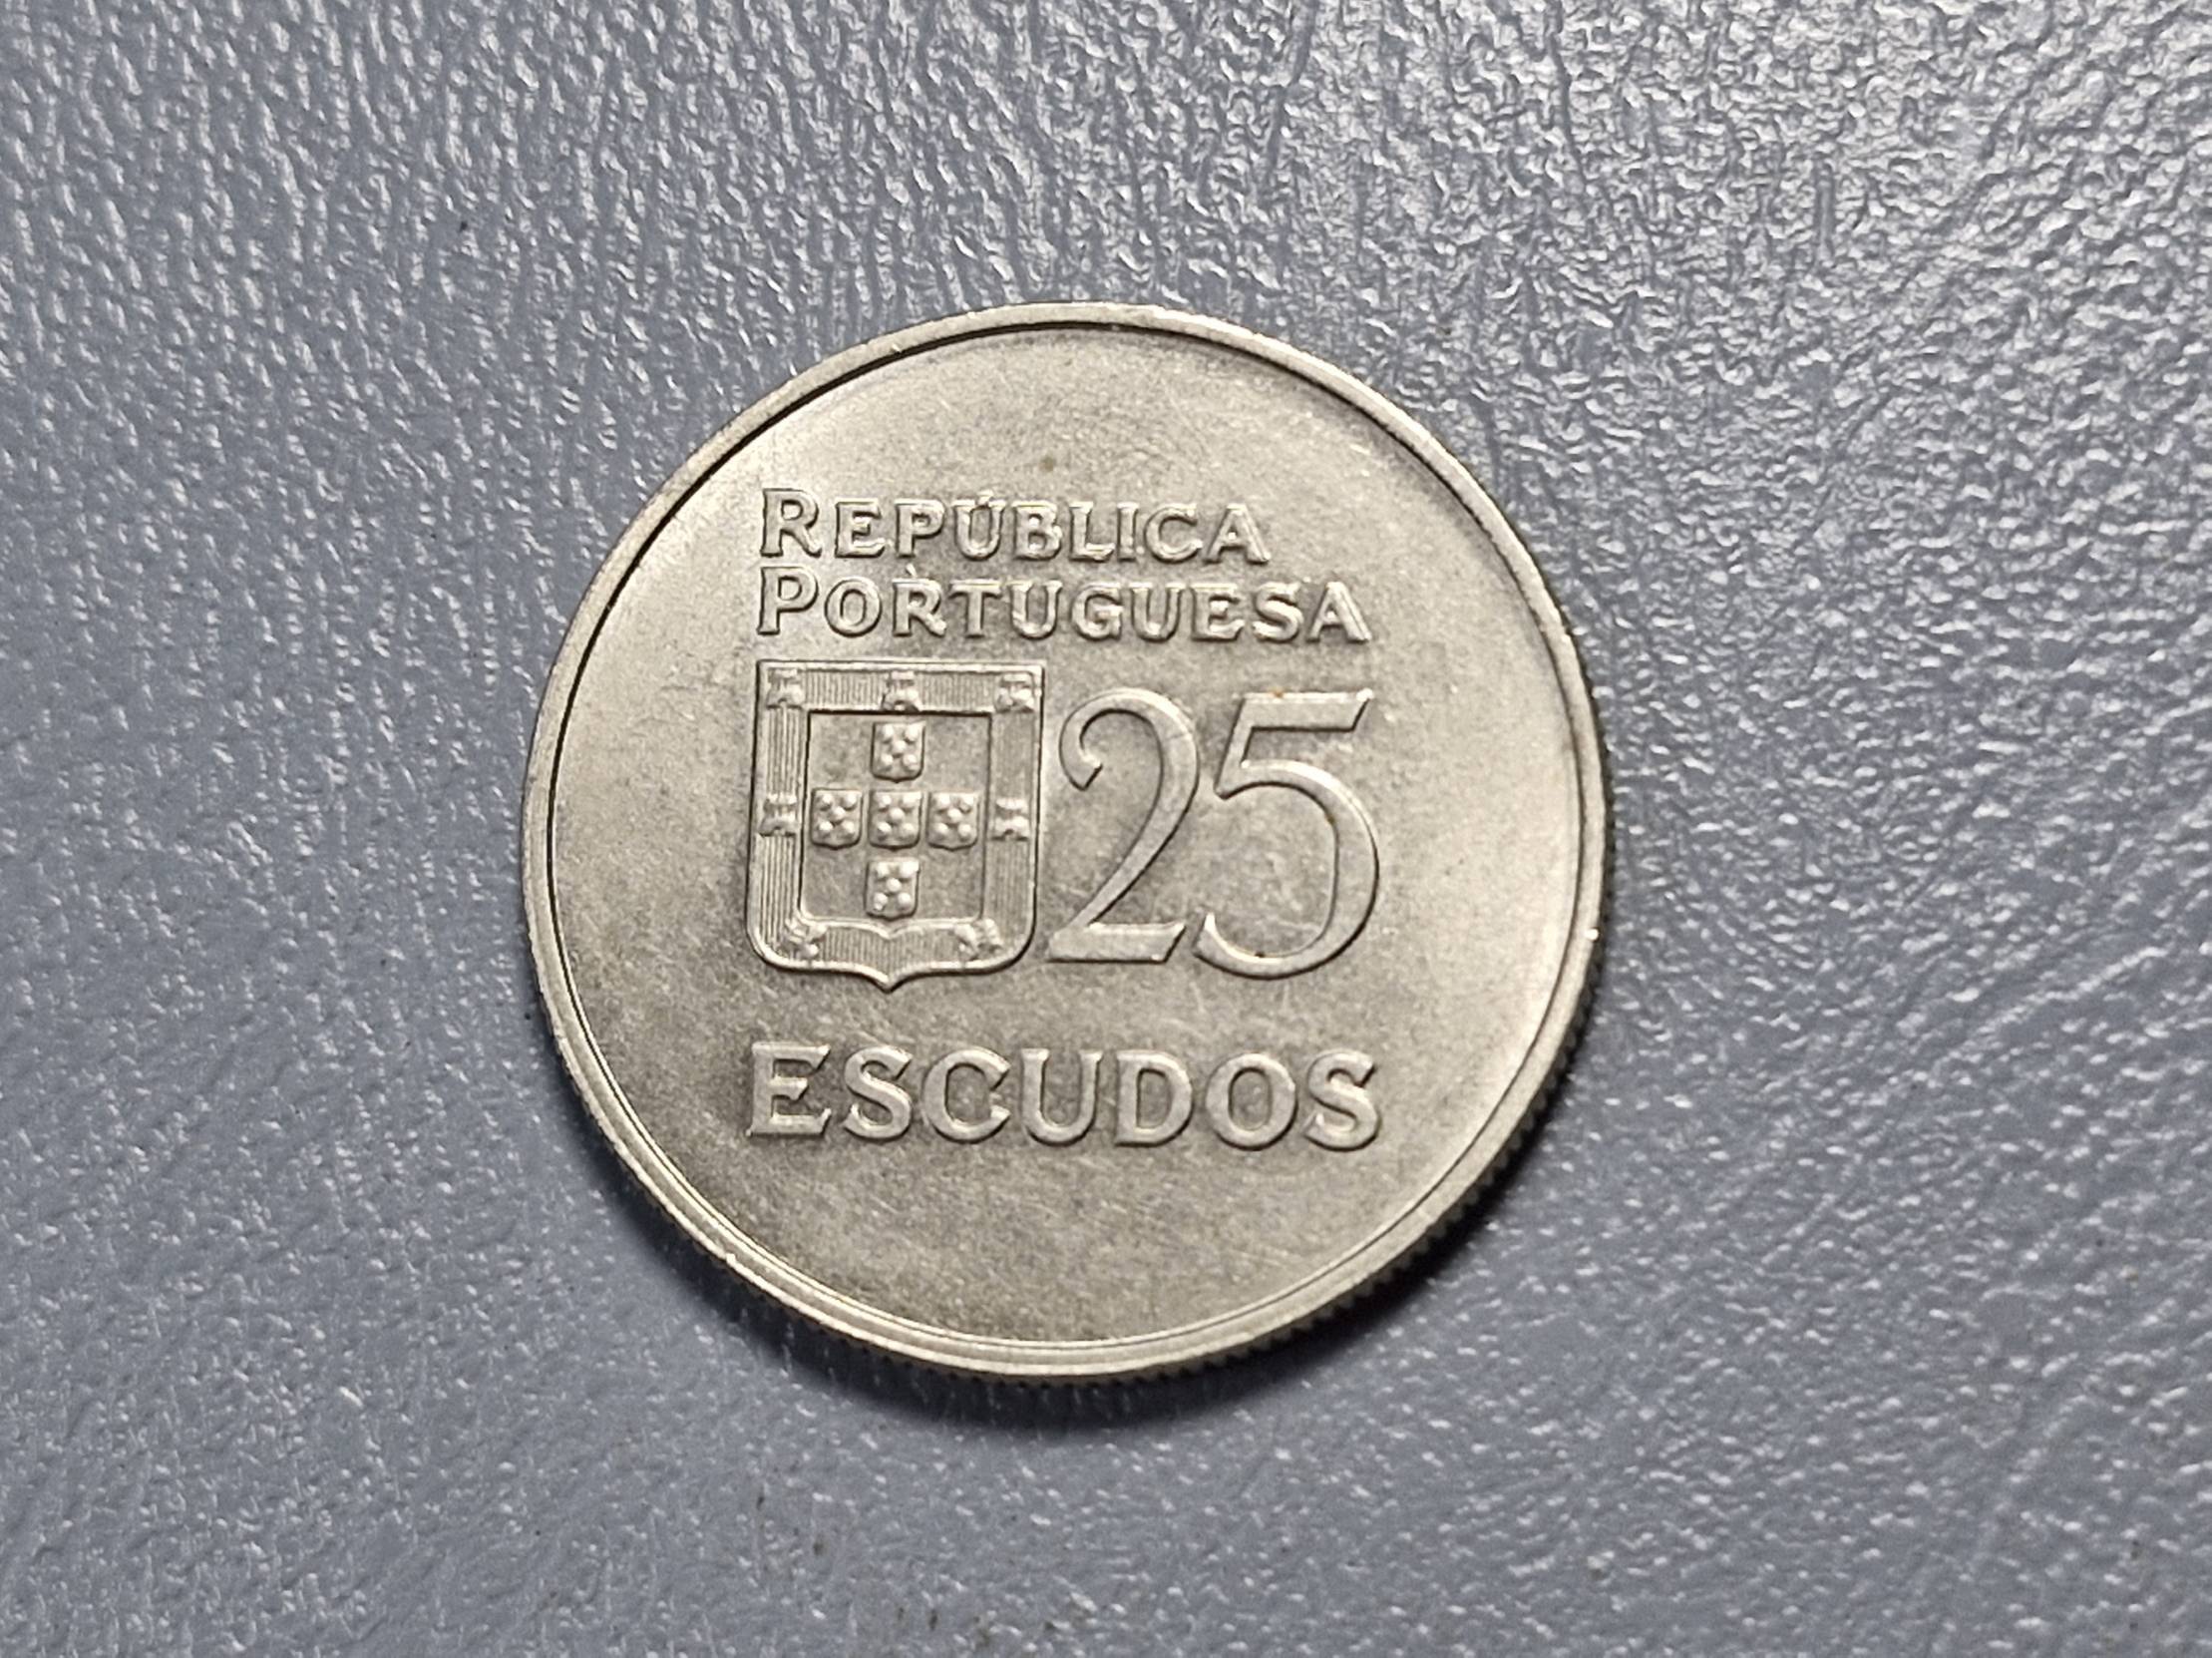 REPÚBLICA
PORTUGUESA
25
ESCUDOS